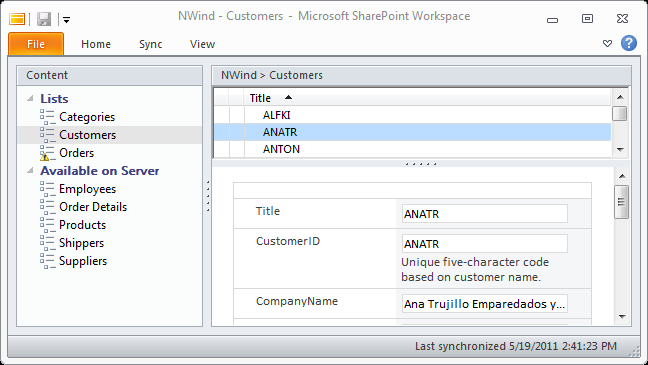 NWind - Customers - Microsoft SharePoint Workspace
File Home Sync View
Content
Lists
Categories
Customers
Orders
Available on Server
Employees
Order Details
Products
Shippers
Suppliers
NWind > Customers
Title
ALFKI
ANATR
ANTON
Title ANATR
CustomerID ANATR
Unique five-character code
based on customer name.
CompanyName Ana Trujillo Emparedados y...
Last synchronized 5/19/2011 2:41:23 PM